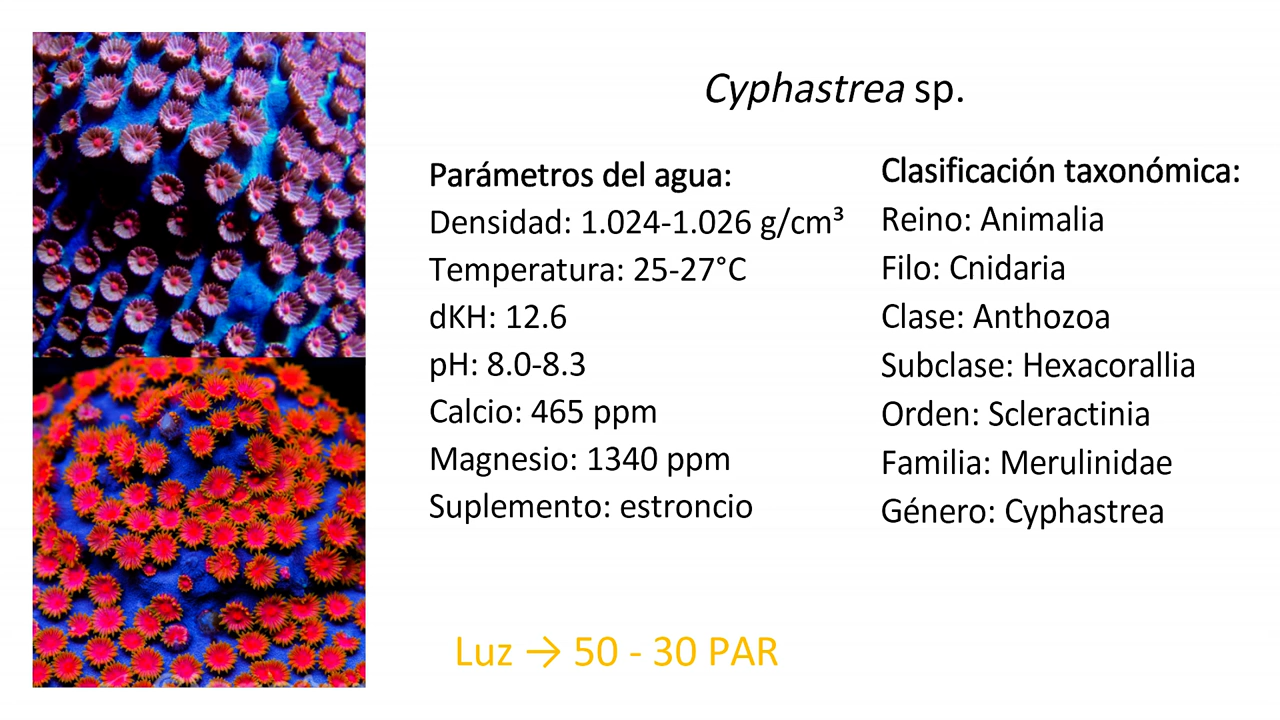 Cyphastrea sp.
Parámetros del agua:
Densidad: 1.024-1.026 g/cm³
Temperatura: 25-27°C
dKH: 12.6
pH: 8.0-8.3
Calcio: 465 ppm
Magnesio: 1340 ppm
Suplemento: estroncio
Clasificación taxonómica:
Reino: Animalia
Filo: Cnidaria
Clase: Anthozoa
Subclase: Hexacorallia
Orden: Scleractinia
Familia: Merulinidae
Género: Cyphastrea
Luz → 50 - 30 PAR